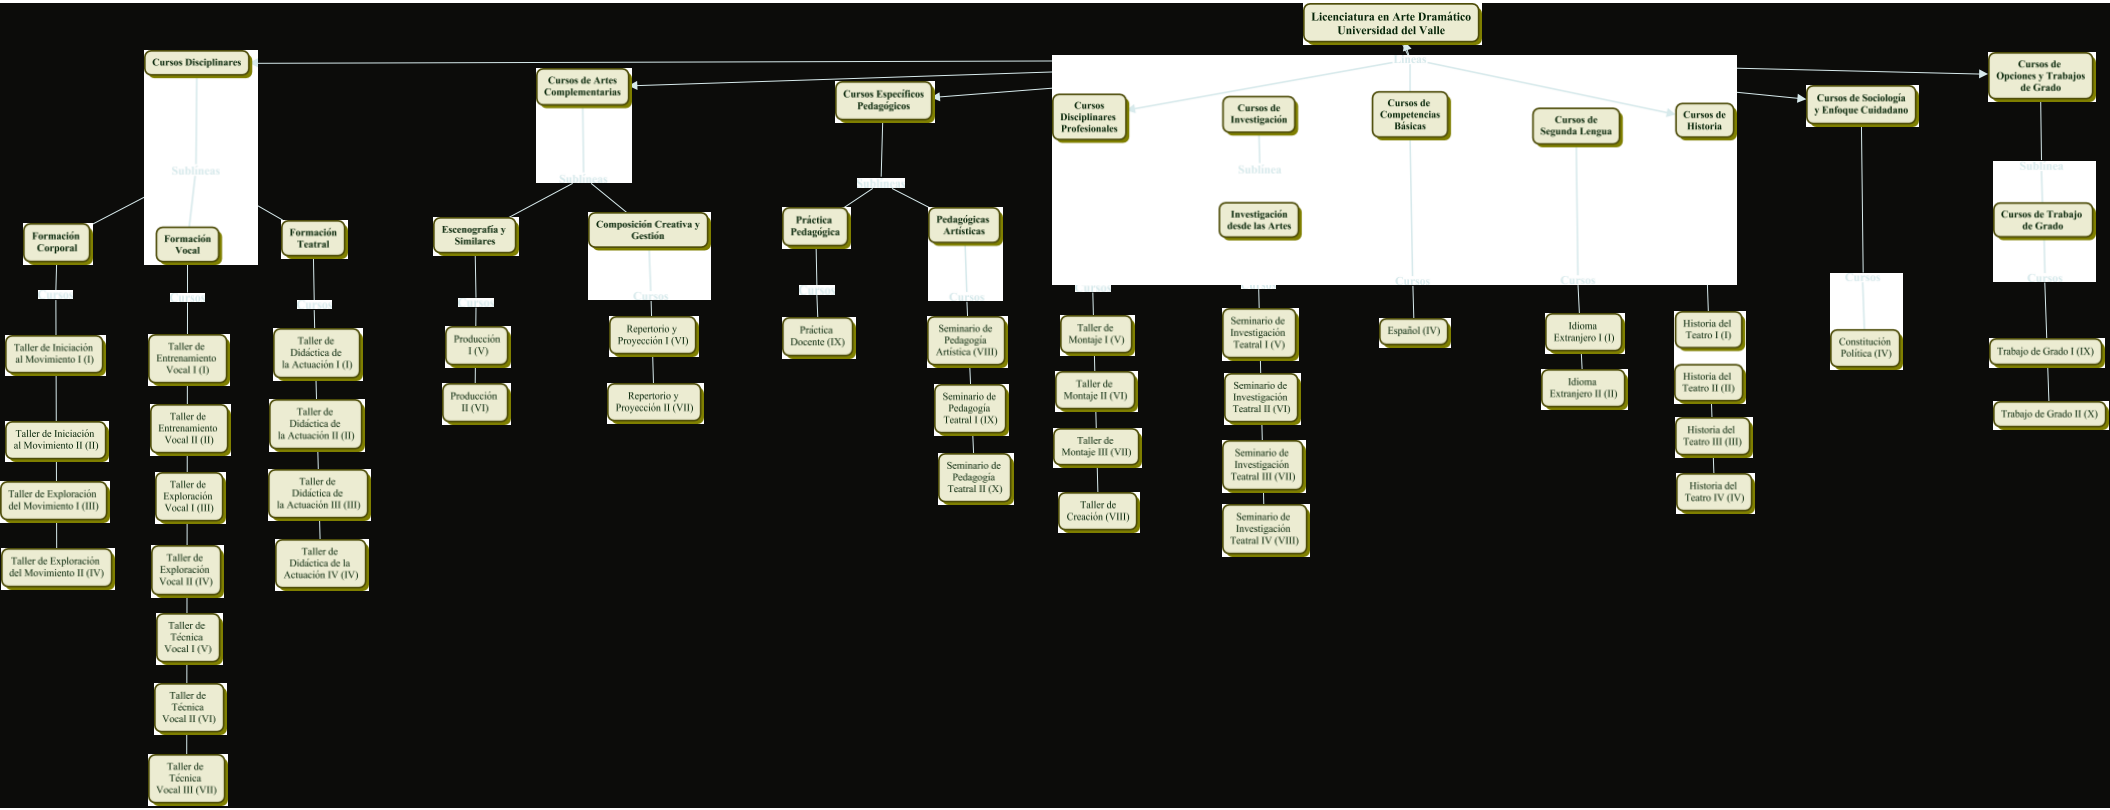 Licenciatura en Arte Dramático
Universidad del Valle
Líneas
Cursos Disciplinares
Sublíneas
Formación
Corporal
Cursos
Taller de Iniciación
al Movimiento I (I)
Taller de Iniciación
al Movimiento II (II)
Taller de Exploración
del Movimiento I (III)
Taller de Exploración
del Movimiento II (IV)
Formación
Vocal
Cursos
Taller de
Entrenamiento
Vocal I (I)
Taller de
Entrenamiento
Vocal II (II)
Taller de
Exploración
Vocal I (III)
Taller de
Exploración
Vocal II (IV)
Taller de
Técnica
Vocal I (V)
Taller de
Técnica
Vocal II (VI)
Taller de
Técnica
Vocal III (VII)
Formación
Teatral
Cursos
Taller de
Didáctica de
la Actuación I (I)
Taller de
Didáctica de
la Actuación II (II)
Taller de
Didáctica de
la Actuación III (III)
Taller de
Didáctica de la
Actuación IV (IV)
Cursos de Artes
Complementarias
Sublíneas
Escenografía y
Similares
Cursos
Producción
I (V)
Producción
II (VI)
Composición Creativa y
Gestión
Cursos
Repertorio y
Proyección I (VI)
Repertorio y
Proyección II (VII)
Cursos Específicos
Pedagógicos
Sublíneas
Práctica
Pedagógica
Cursos
Práctica
Docente (IX)
Pedagógicas
Artísticas
Cursos
Seminario de
Pedagogía
Artística (VIII)
Seminario de
Pedagogía
Teatral I (IX)
Seminario de
Pedagogía
Teatral II (X)
Cursos
Disciplinares
Profesionales
Cursos
Taller de
Montaje I (V)
Taller de
Montaje II (VI)
Taller de
Montaje III (VII)
Taller de
Creación (VIII)
Cursos de
Investigación
Sublínea
Investigación
desde las Artes
Cursos
Seminario de
Investigación
Teatral I (V)
Seminario de
Investigación
Teatral II (VI)
Seminario de
Investigación
Teatral III (VII)
Seminario de
Investigación
Teatral IV (VIII)
Cursos de
Competencias
Básicas
Cursos
Español (IV)
Cursos de
Segunda Lengua
Cursos
Idioma
Extranjero I (I)
Idioma
Extranjero II (II)
Cursos de
Historia
Historia del
Teatro I (I)
Historia del
Teatro II (II)
Historia del
Teatro III (III)
Historia del
Teatro IV (IV)
Cursos de Sociología
y Enfoque Cuidadano
Cursos
Constitución
Política (IV)
Cursos de
Opciones y Trabajos
de Grado
Sublínea
Cursos de Trabajo
de Grado
Cursos
Trabajo de Grado I (IX)
Trabajo de Grado II (X)